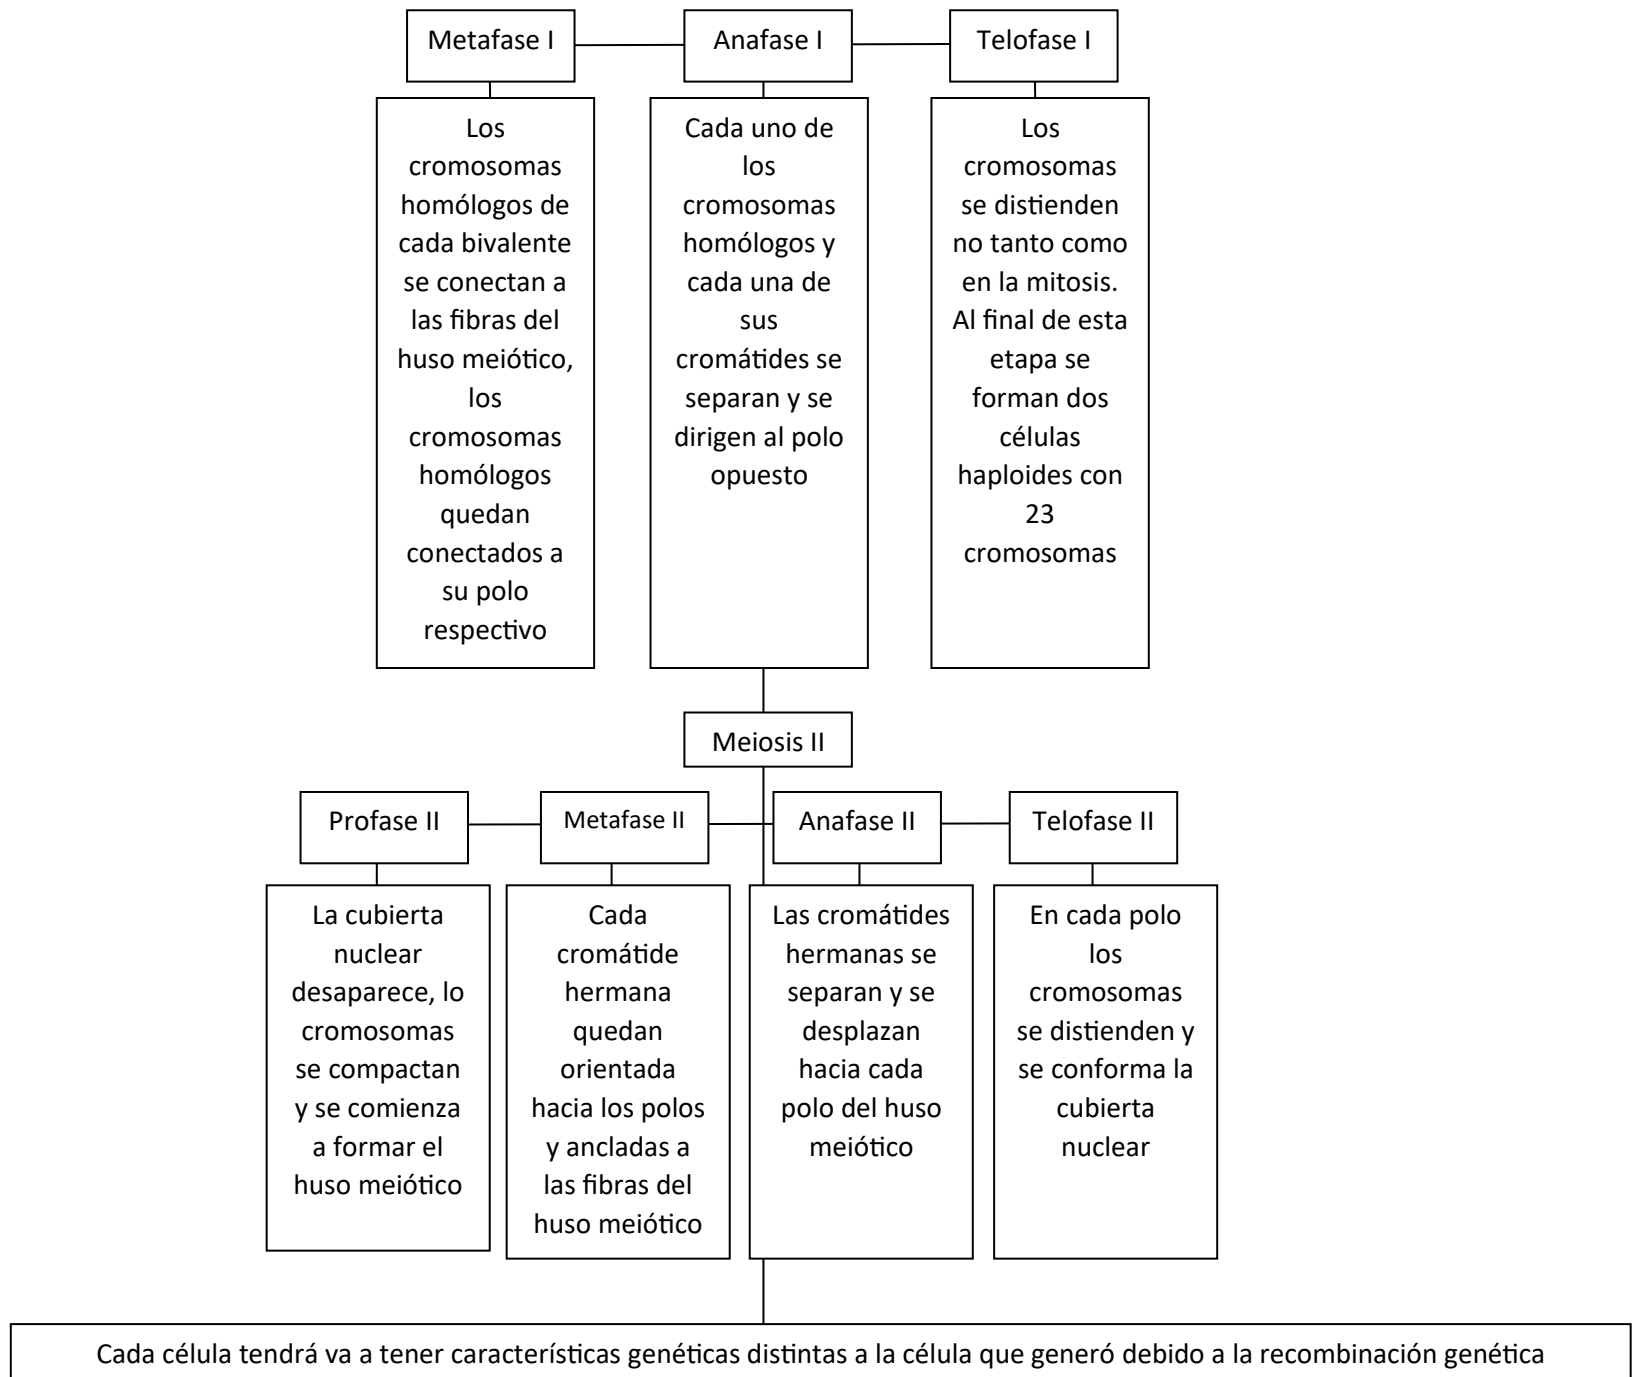 Metafase I
Anafase I
Telofase I
Los
cromosomas
homólogos de
cada bivalente
se conectan a
las fibras del
huso meiótico,
los
cromosomas
homólogos
quedan
conectados a
su polo
respectivo
Cada uno de
los
cromosomas
homólogos y
cada una de
sus
cromátides se
separan y se
dirigen al polo
opuesto
Los
cromosomas
se distienden
no tanto como
en la mitosis.
Al final de esta
etapa se
forman dos
células
haploides con
23
cromosomas
Meiosis II
Profase II
Metafase II
Anafase II
Telofase II
La cubierta
nuclear
desaparece, lo
cromosomas
se compactan
y se comienza
a formar el
huso meiótico
Cada
cromátide
hermana
quedan
orientada
hacia los polos
y ancladas a
las fibras del
huso meiótico
Las cromátides
hermanas se
separan y se
desplazan
hacia cada
polo del huso
meiótico
En cada polo
los
cromosomas
se distienden y
se conforma la
cubierta
nuclear
Cada célula tendrá va a tener características genéticas distintas a la célula que generó debido a la recombinación genética